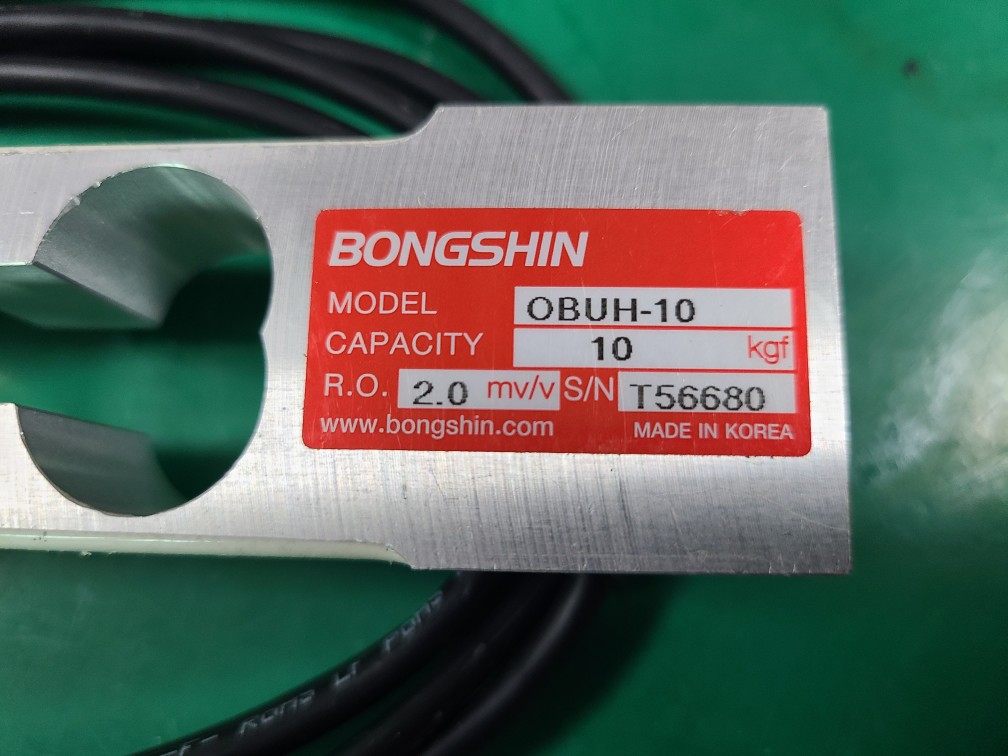 BONGSHIN
MODEL OBUH-10
CAPACITY 10 kgf
R.O. 2.0 mv/v S/N T56680
www.bongshin.com MADE IN KOREA